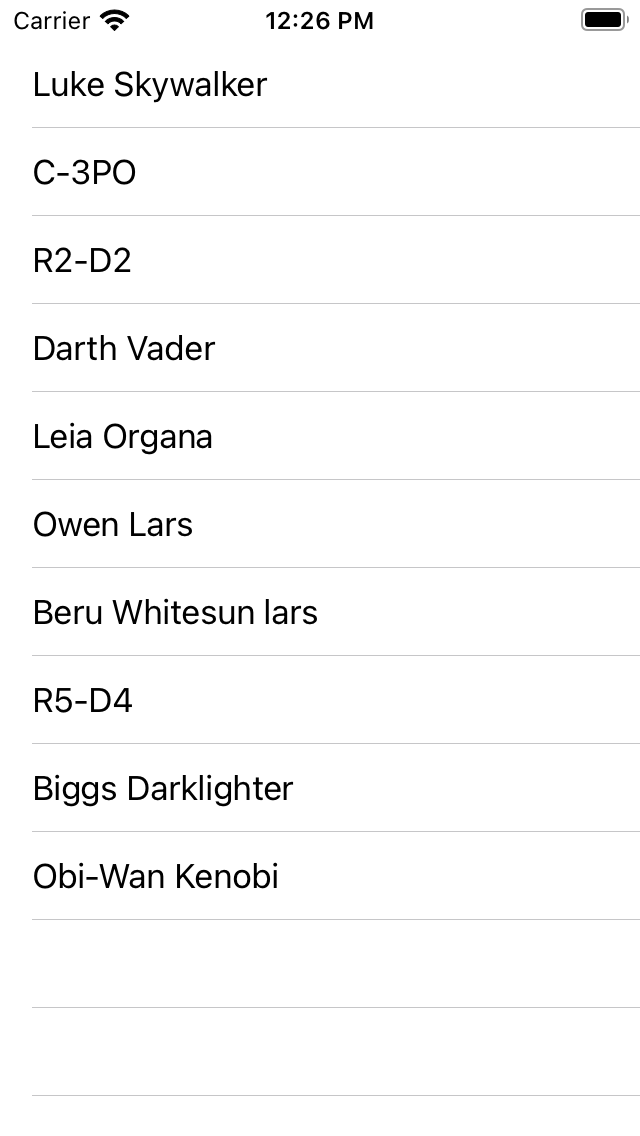 Carrier 12:26 PM
Luke Skywalker
C-3PO
R2-D2
Darth Vader
Leia Organa
Owen Lars
Beru Whitesun lars
R5-D4
Biggs Darklighter
Obi-Wan Kenobi